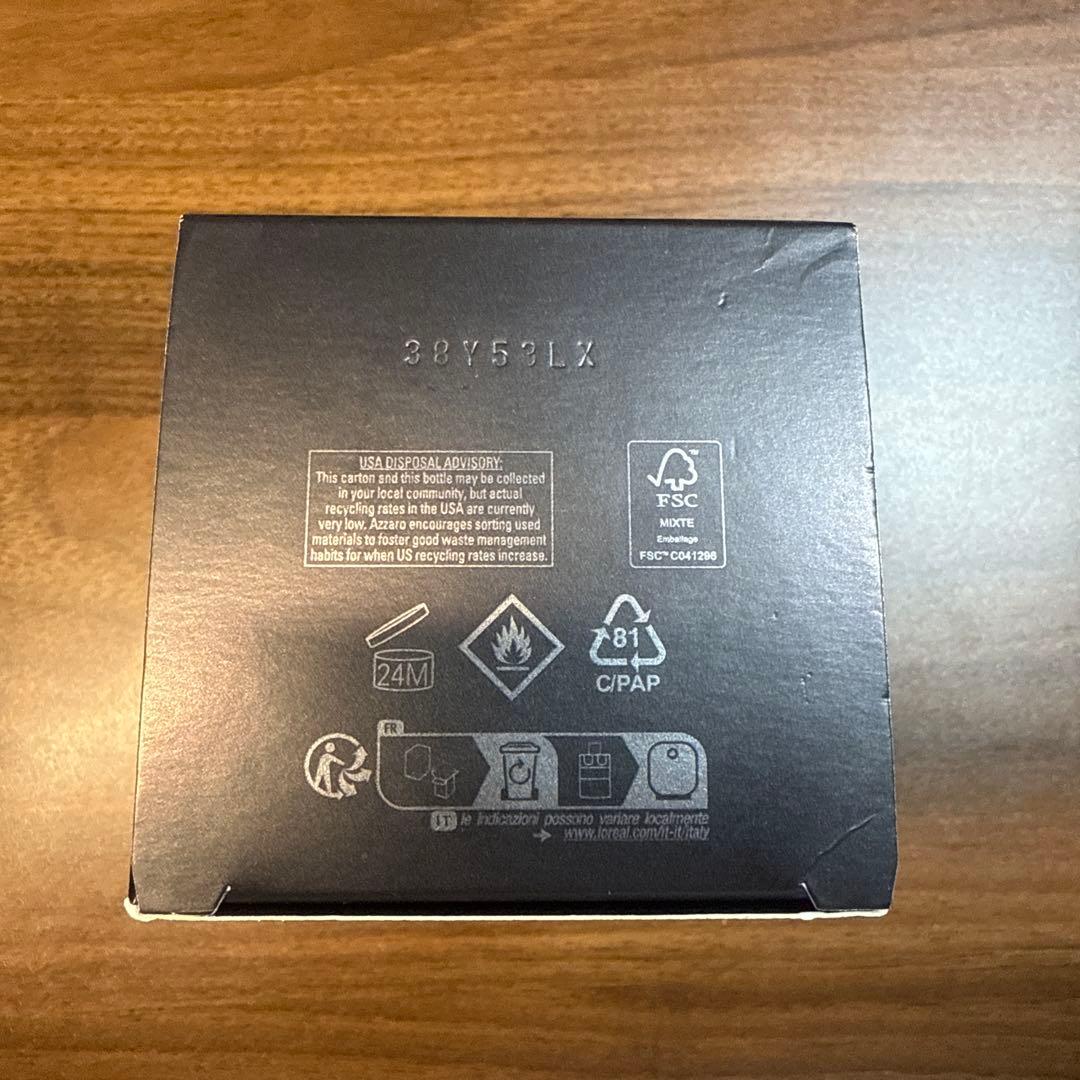 38Y53LX
USA DISPOSAL ADVISORY:
This carton and this bottle may be collected
in your local community, but actual
recycling rates in the USA are currently
very low. Azzaro encourages sorting used
materials to foster good waste management
habits for when US recycling rates increase.
FSC™
MIXTE
Emballage
FSC™ C041296
24M
81
C/PAP
FR
IT le indicazioni possono variare localmente
www.loreal.com/it-it/italy